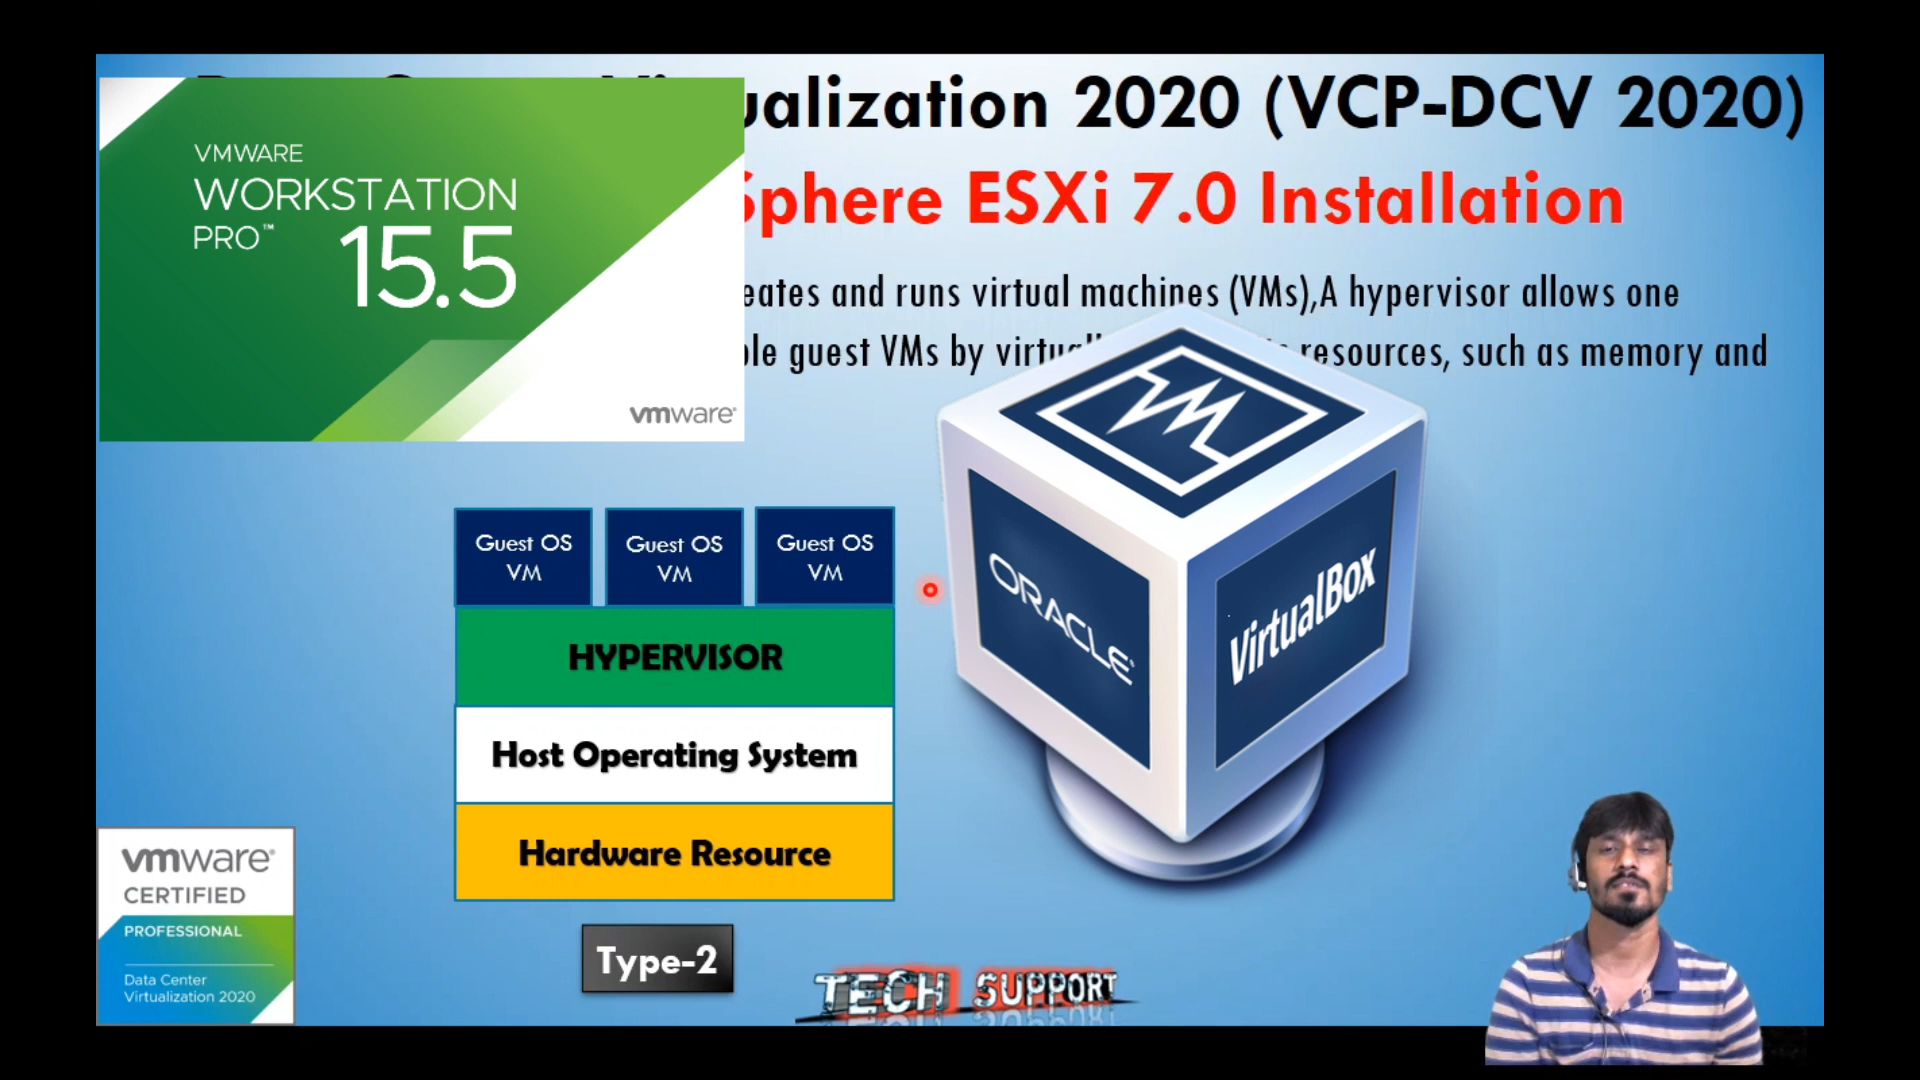 ualization 2020 (VCP-DCV 2020)
Sphere ESXi 7.0 Installation
eates and runs virtual machines (VMs),A hypervisor allows one
ble guest VMs by resources, such as memory and
VMWARE
WORKSTATION
PRO™ 15.5
vmware®
VM
ORACLE®
VirtualBox
Guest OS
VM
Guest OS
VM
Guest OS
VM
HYPERVISOR
Host Operating System
Hardware Resource
Type-2
vmware®
CERTIFIED
PROFESSIONAL
Data Center
Virtualization 2020
TECH SUPPORT